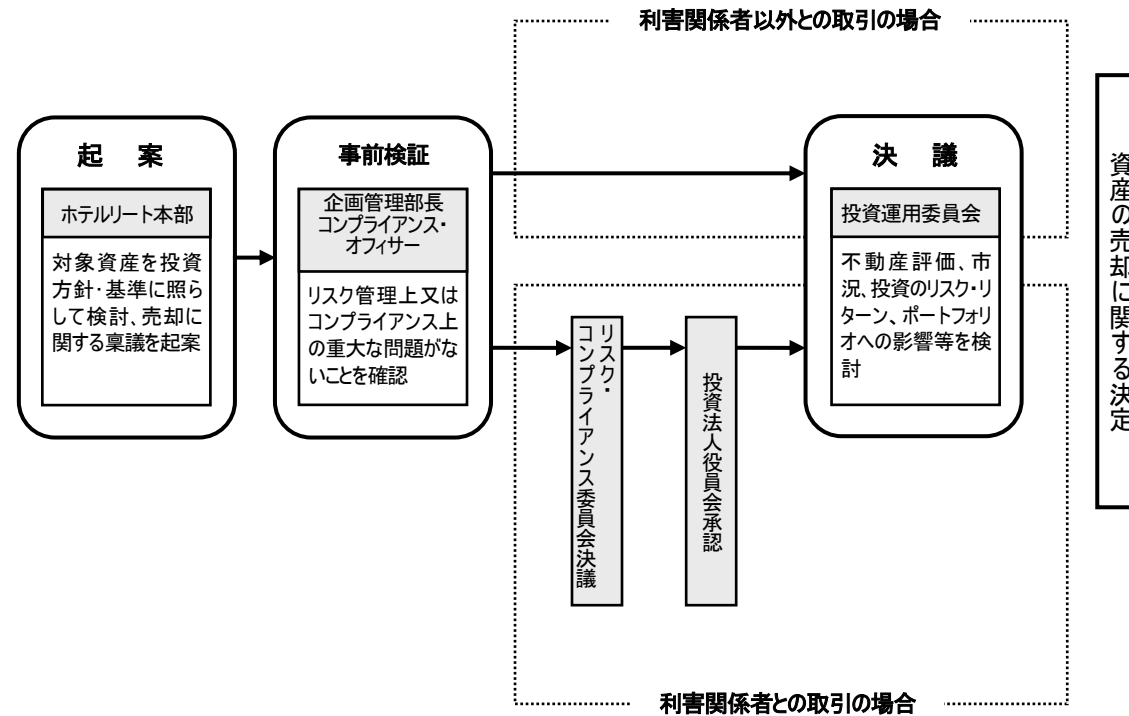 利害関係者以外との取引の場合
起 案
ホテルリート本部
対象資産を投資
方針・基準に照ら
して検討、売却に
関する稟議を起案
事前検証
企画管理部長
コンプライアンス・
オフィサー
リスク管理上又は
コンプライアンス上
の重大な問題がな
いことを確認
リスク・
コンプライアンス委員会決議
投資法人役員会承認
決 議
投資運用委員会
不動産評価、市
況、投資のリスク・リ
ターン、ポートフォリ
オへの影響等を検
討
資産の売却に関する決定
利害関係者との取引の場合